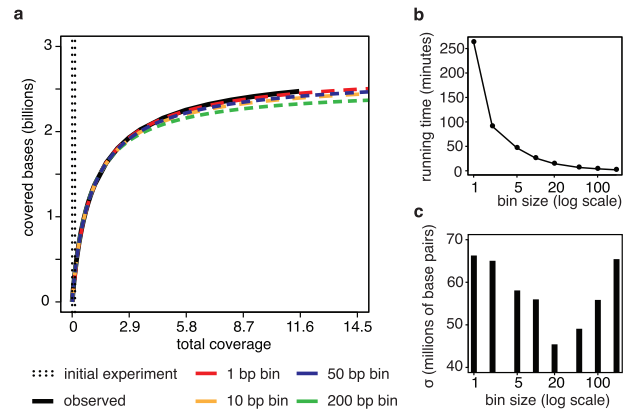 a
covered bases (billions)
3
2
1
0
0 2.9 5.8 8.7 11.6 14.5
total coverage
initial experiment
observed
1 bp bin
10 bp bin
50 bp bin
200 bp bin
b
running time (minutes)
250
200
150
100
50
0
1 5 20 100
bin size (log scale)
c
σ (millions of base pairs)
70
60
50
40
1 5 20 100
bin size (log scale)